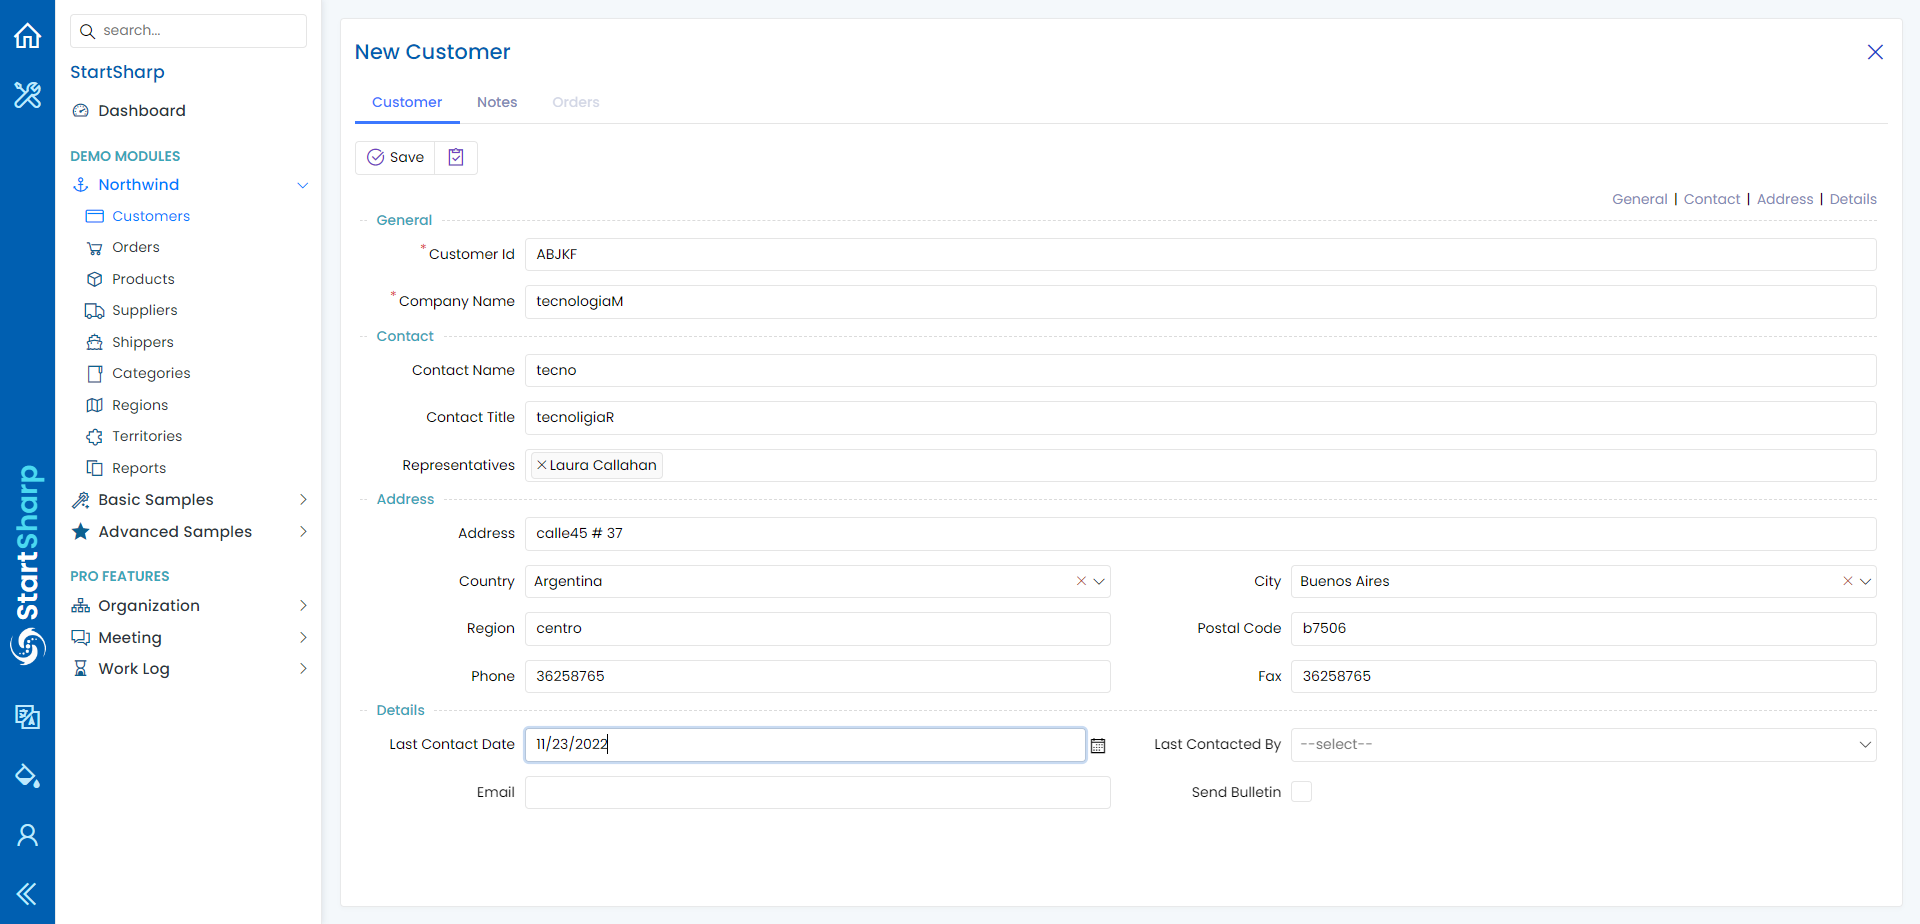 search...
StartSharp
Dashboard
DEMO MODULES
Northwind
Customers
Orders
Products
Suppliers
Shippers
Categories
Regions
Territories
Reports
Basic Samples
Advanced Samples
PRO FEATURES
Organization
Meeting
Work Log
StartSharp
New Customer
Customer Notes Orders
Save
General | Contact | Address | Details
General
* Customer Id ABJKF
* Company Name tecnologiaM
Contact
Contact Name tecno
Contact Title tecnoligiaR
Representatives Laura Callahan
Address
Address calle45 # 37
Country Argentina City Buenos Aires
Region centro Postal Code b7506
Phone 36258765 Fax 36258765
Details
Last Contact Date 11/23/2022 Last Contacted By --select--
Email Send Bulletin